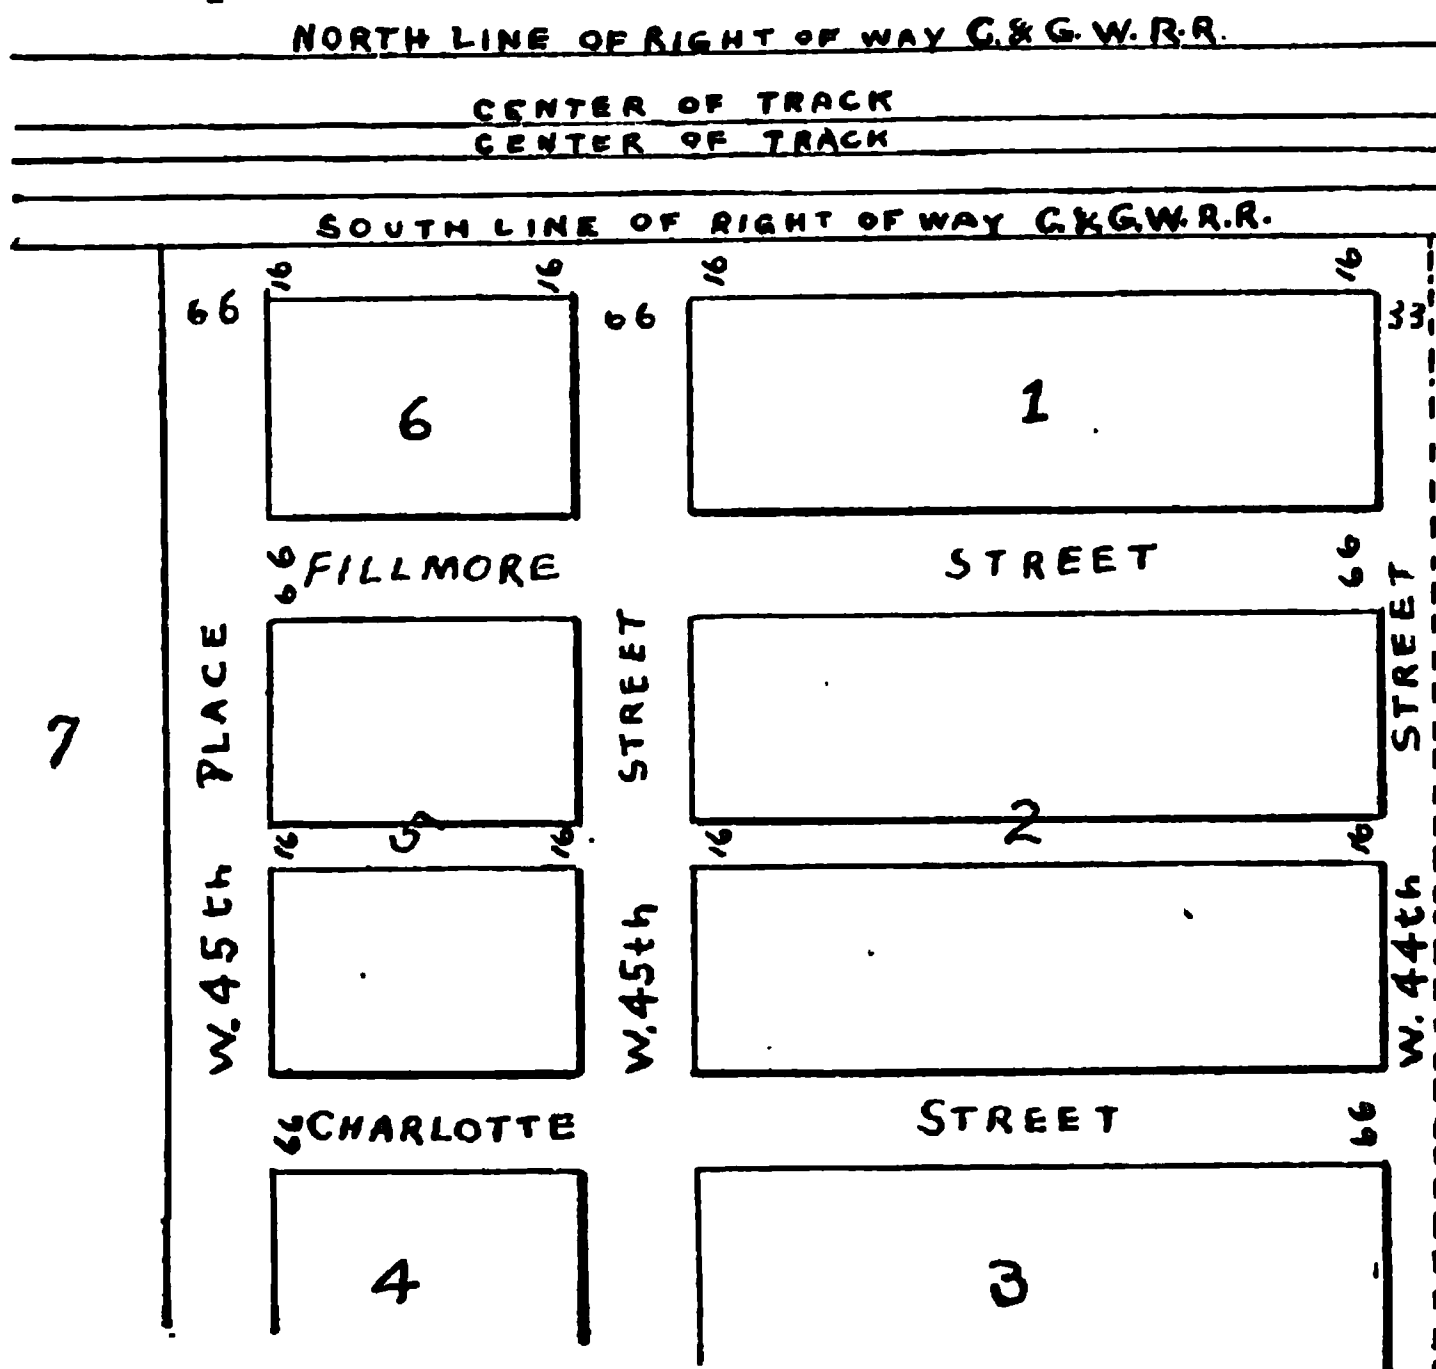 NORTH LINE OF RIGHT OF WAY C.& G. W. R.R.
CENTER OF TRACK
CENTER OF TRACK
SOUTH LINE OF RIGHT OF WAY C.& G.W. R.R.
16 16 16 16
66 66 33
6 1
66 FILLMORE STREET 66
7
W. 45th PLACE
W. 45th STREET
W. 44th STREET
16 5 16 16 2 16
66 CHARLOTTE STREET 66
4 3